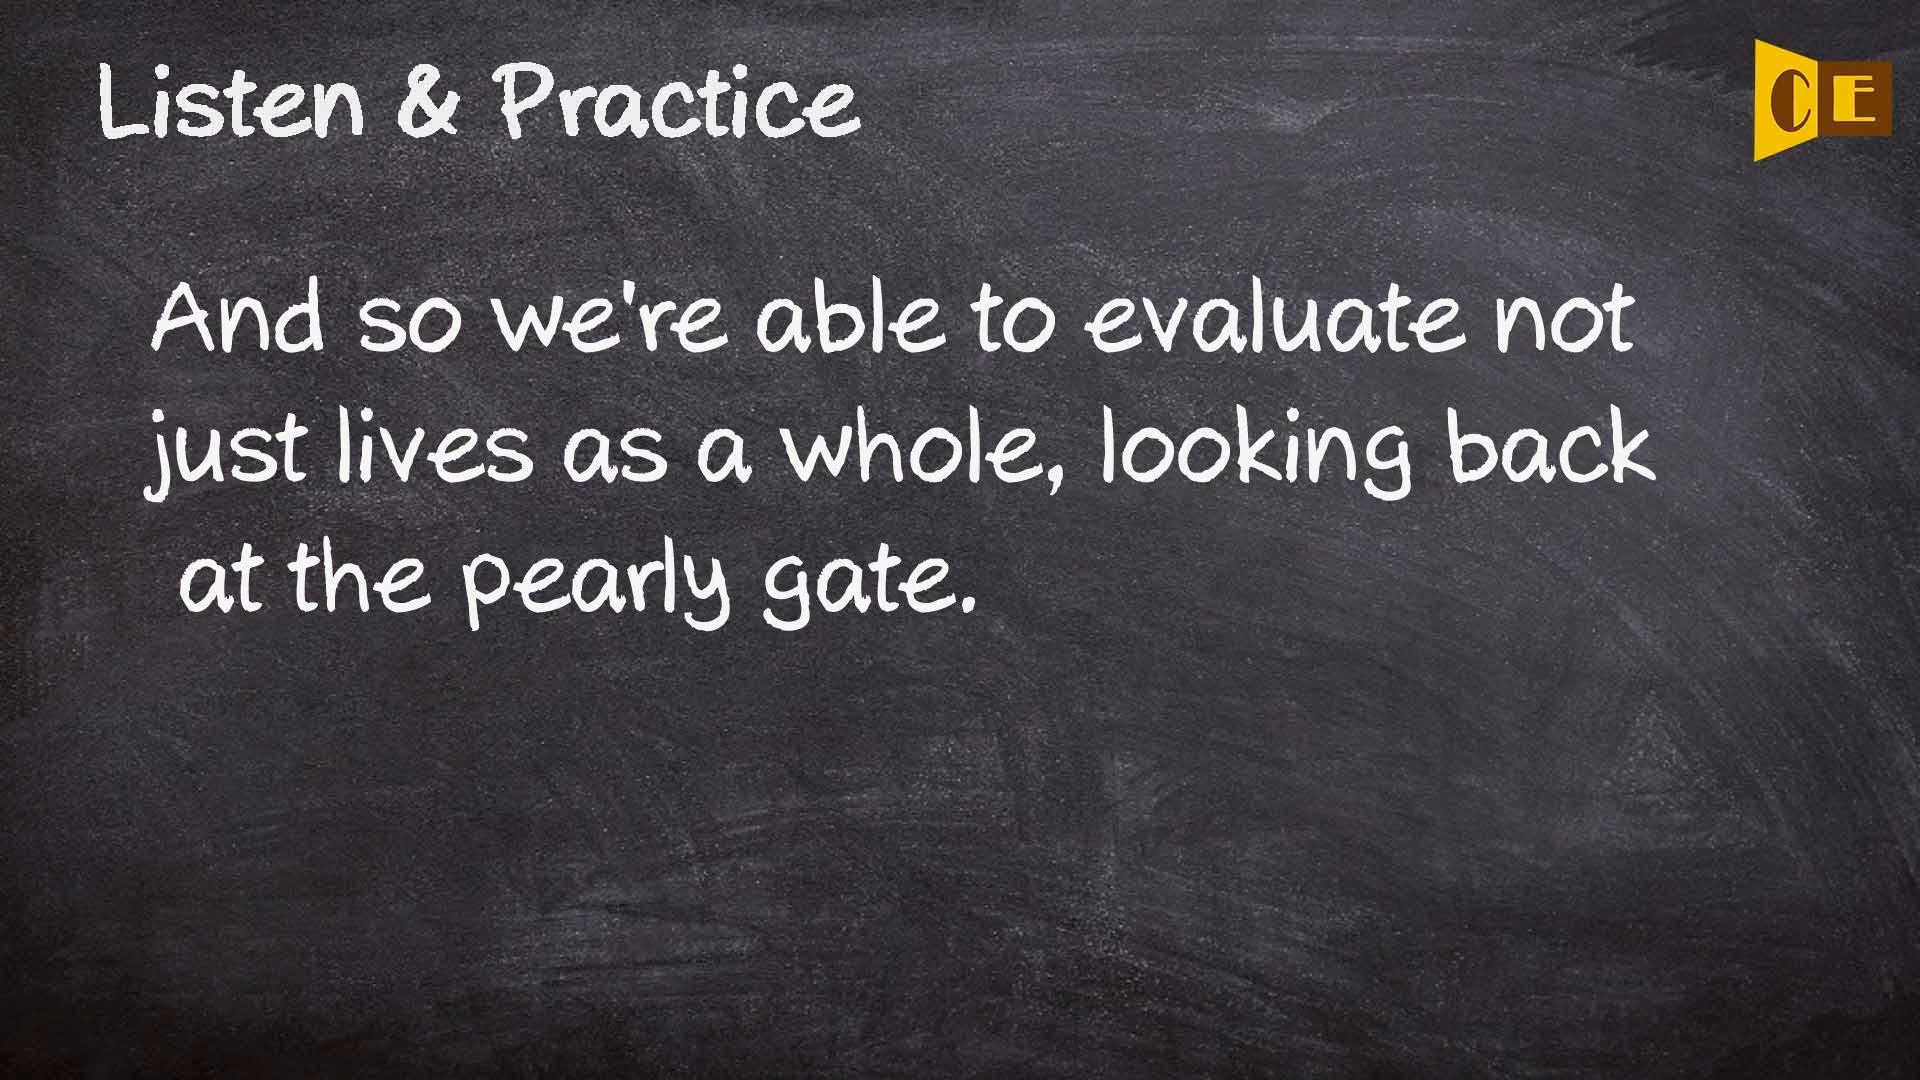 Listen & Practice
CE
And so we're able to evaluate not
just lives as a whole, looking back
at the pearly gate.